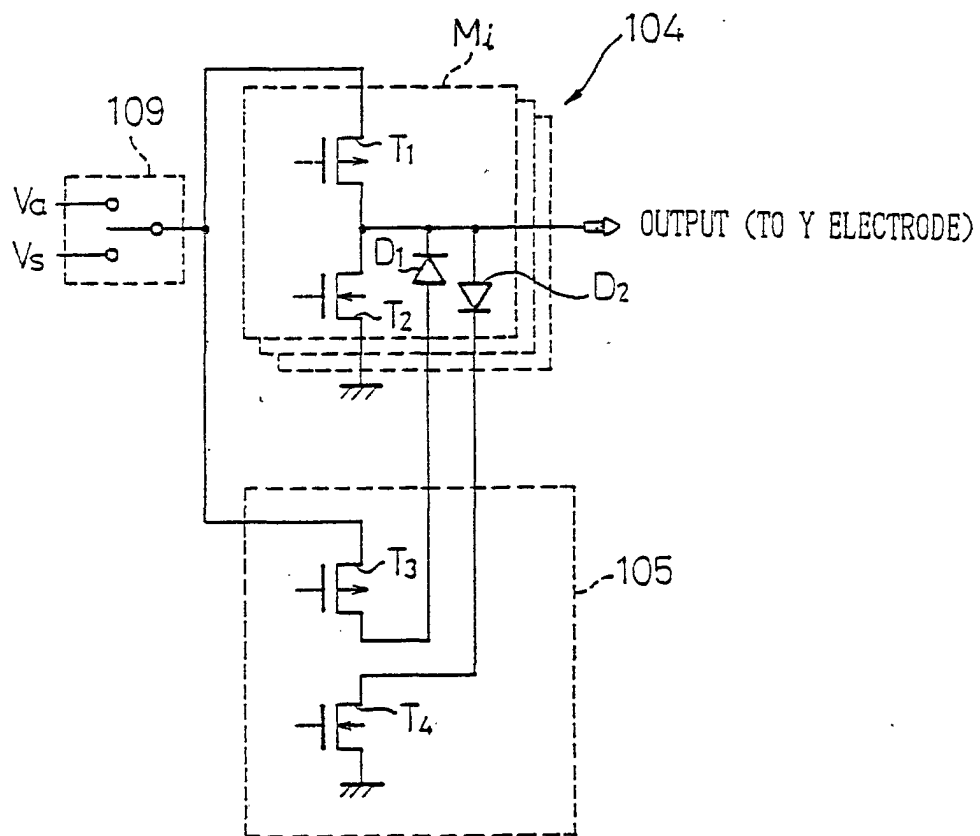 Mi
104
109
T1
Va
OUTPUT (TO Y ELECTRODE)
D1
Vs
D2
T2
T3
105
T4